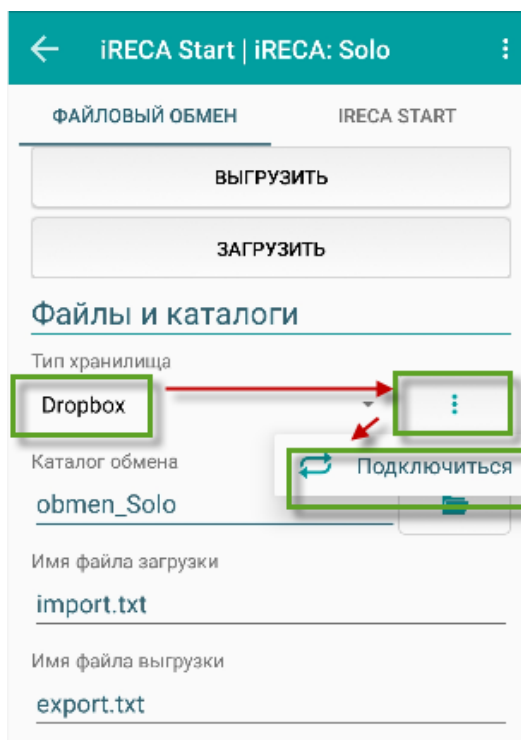 iRECA Start | iRECA: Solo
ФАЙЛОВЫЙ ОБМЕН
IRECA START
ВЫГРУЗИТЬ
ЗАГРУЗИТЬ
Файлы и каталоги
Тип хранилища
Dropbox
Подключиться
Каталог обмена
obmen_Solo
Имя файла загрузки
import.txt
Имя файла выгрузки
export.txt